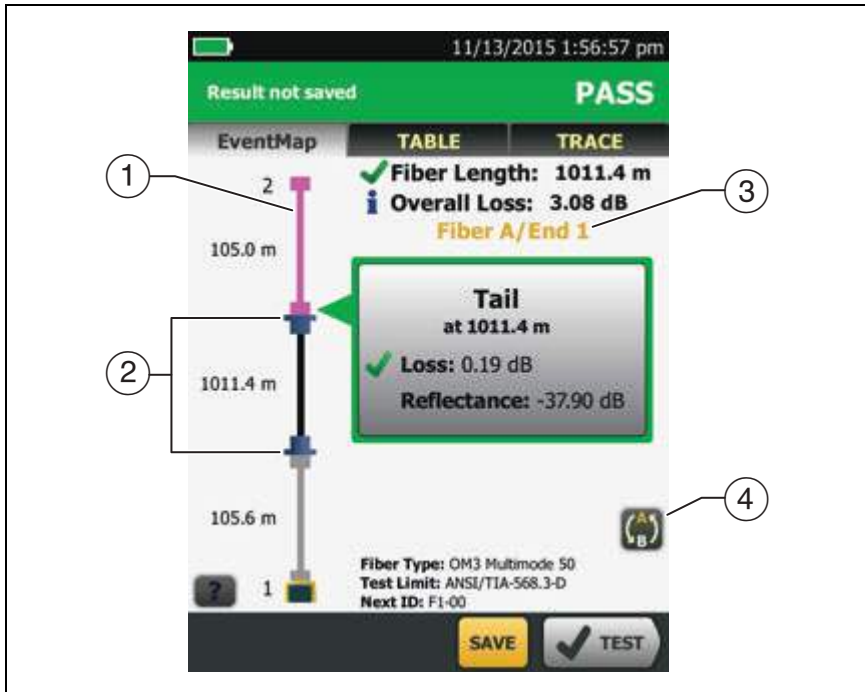 11/13/2015 1:56:57 pm
Result not saved
PASS
EventMap
TABLE
TRACE
1
2
Fiber Length: 1011.4 m
i Overall Loss: 3.08 dB
Fiber A/End 1
3
105.0 m
Tail
at 1011.4 m
Loss: 0.19 dB
Reflectance: -37.90 dB
2
1011.4 m
105.6 m
A
B
4
Fiber Type: OM3 Multimode 50
Test Limit: ANSI/TIA-568.3-D
Next ID: F1-00
?
1
SAVE
TEST